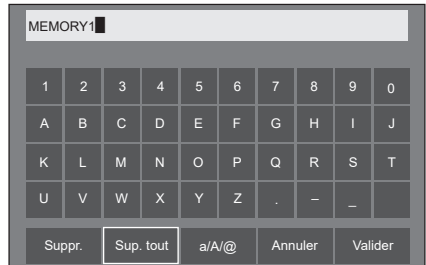 MEMORY1
1 2 3 4 5 6 7 8 9 0
A B C D E F G H I J
K L M N O P Q R S T
U V W X Y Z . – _
Suppr. Sup. tout a/A/@ Annuler Valider